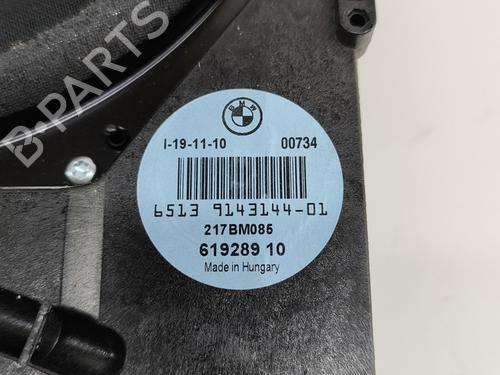 B-PARTS
BMW
I-19-11-10 00734
6513 9143144-01
217BM085
619289 10
Made in Hungary